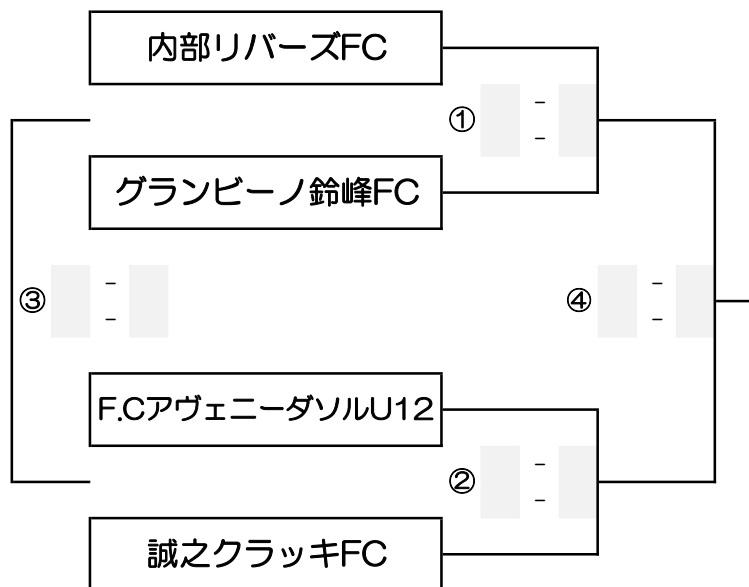 内部リバーズFC
① -
-
グランビーノ鈴峰FC
③ -
-
④ -
-
F.CアヴェニーダソルU12
② -
-
誠之クラッキFC